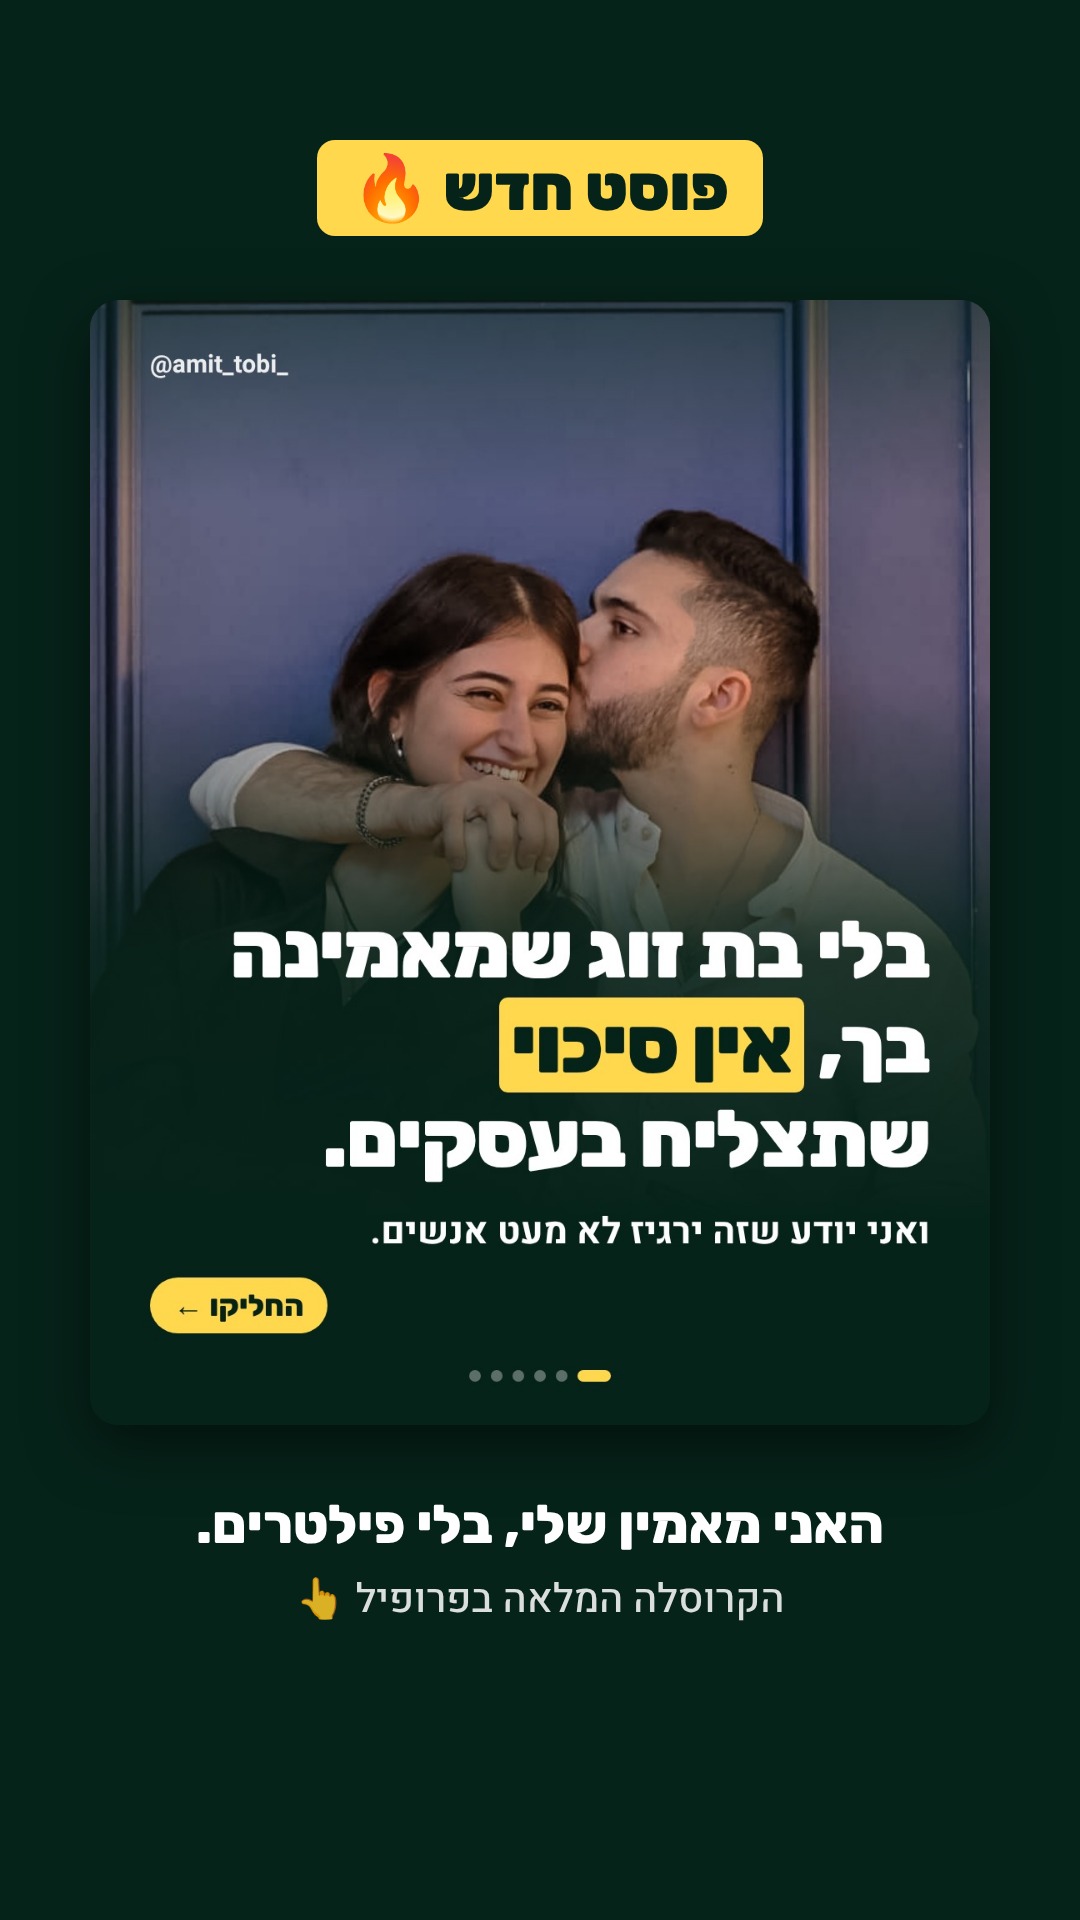 פוסט חדש 🔥
@amit_tobi_
בלי בת זוג שמאמינה
בך, אין סיכוי
שתצליח בעסקים.
ואני יודע שזה ירגיז לא מעט אנשים.
החליקו ←
האני מאמין שלי, בלי פילטרים.
הקרוסלה המלאה בפרופיל 👆